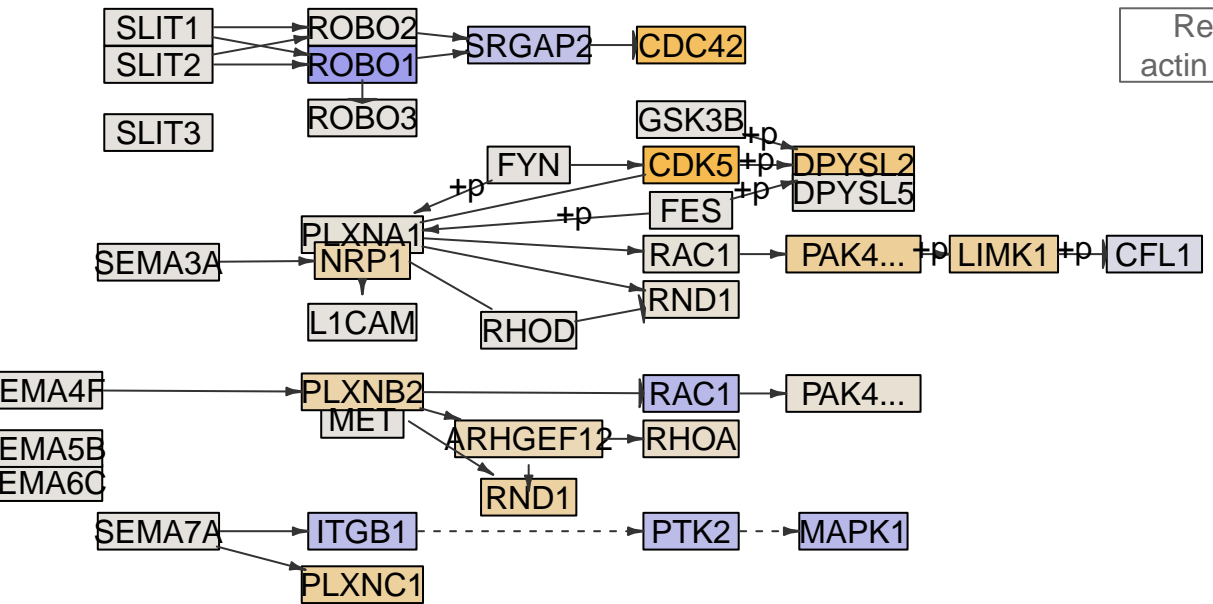 SLIT1
ROBO2
SLIT2
ROBO1
SRGAP2
CDC42
Re
actin
ROBO3
SLIT3
GSK3B
+p
FYN
CDK5
+p
DPYSL2
+p
DPYSL5
+p
FES
+p
PLXNA1
SEMA3A
NRP1
RAC1
PAK4...
+p
LIMK1
+p
CFL1
RND1
L1CAM
RHOD
EMA4F
PLXNB2
RAC1
PAK4...
MET
ARHGEF12
RHOA
EMA5B
EMA6C
RND1
SEMA7A
ITGB1
PTK2
MAPK1
PLXNC1